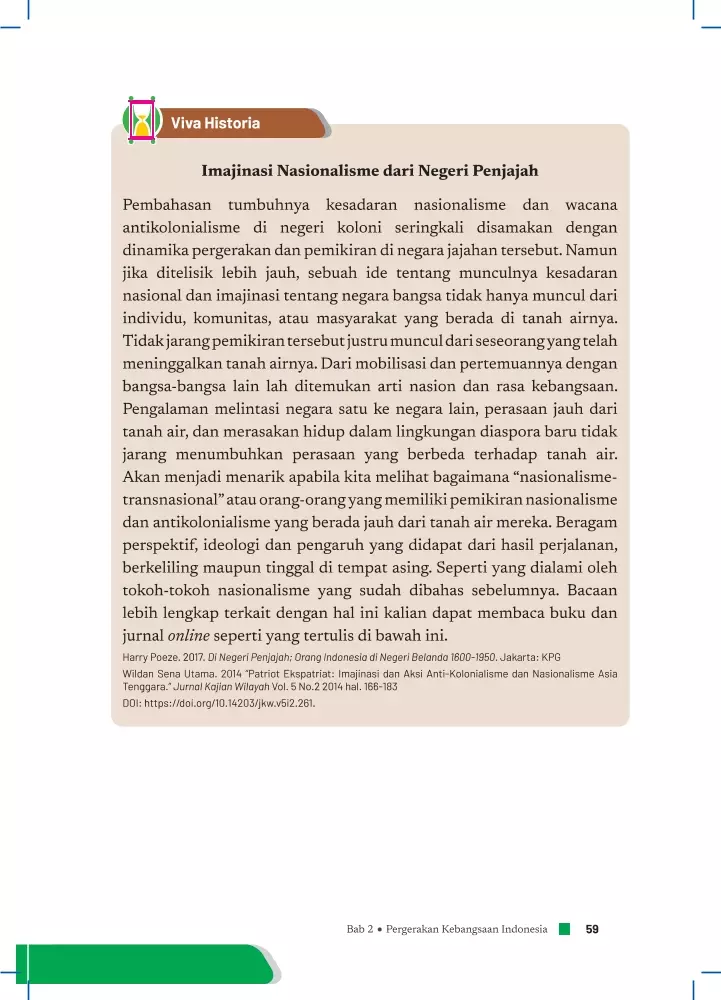 Viva Historia
Imajinasi Nasionalisme dari Negeri Penjajah
Pembahasan tumbuhnya kesadaran nasionalisme dan wacana
antikolonialisme di negeri koloni seringkali disamakan dengan
dinamika pergerakan dan pemikiran di negara jajahan tersebut. Namun
jika ditelisik lebih jauh, sebuah ide tentang munculnya kesadaran
nasional dan imajinasi tentang negara bangsa tidak hanya muncul dari
individu, komunitas, atau masyarakat yang berada di tanah airnya.
Tidak jarang pemikiran tersebut justru muncul dari seseorang yang telah
meninggalkan tanah airnya. Dari mobilisasi dan pertemuannya dengan
bangsa-bangsa lain lah ditemukan arti nasion dan rasa kebangsaan.
Pengalaman melintasi negara satu ke negara lain, perasaan jauh dari
tanah air, dan merasakan hidup dalam lingkungan diaspora baru tidak
jarang menumbuhkan perasaan yang berbeda terhadap tanah air.
Akan menjadi menarik apabila kita melihat bagaimana “nasionalisme-
transnasional” atau orang-orang yang memiliki pemikiran nasionalisme
dan antikolonialisme yang berada jauh dari tanah air mereka. Beragam
perspektif, ideologi dan pengaruh yang didapat dari hasil perjalanan,
berkeliling maupun tinggal di tempat asing. Seperti yang dialami oleh
tokoh-tokoh nasionalisme yang sudah dibahas sebelumnya. Bacaan
lebih lengkap terkait dengan hal ini kalian dapat membaca buku dan
jurnal online seperti yang tertulis di bawah ini.
Harry Poeze. 2017. Di Negeri Penjajah; Orang Indonesia di Negeri Belanda 1600-1950. Jakarta: KPG
Wildan Sena Utama. 2014 “Patriot Ekspatriat: Imajinasi dan Aksi Anti-Kolonialisme dan Nasionalisme Asia
Tenggara.” Jurnal Kajian Wilayah Vol. 5 No.2 2014 hal. 166-183
DOI: https://doi.org/10.14203/jkw.v5i2.261.
Bab 2 • Pergerakan Kebangsaan Indonesia 59